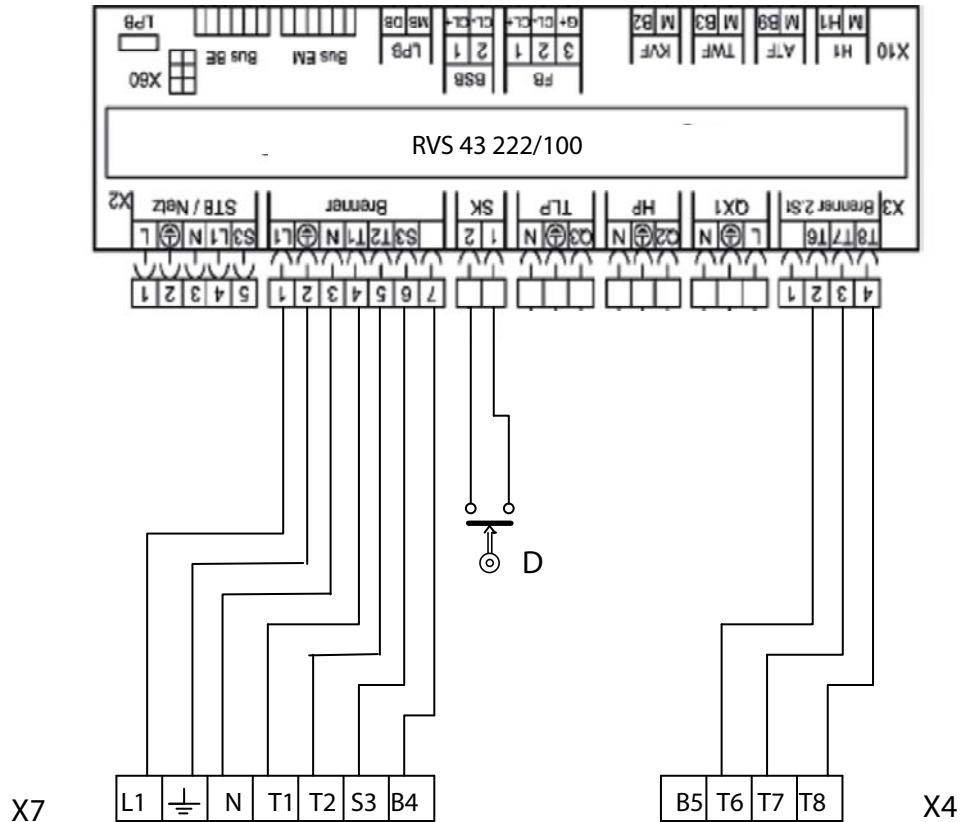 LPB Bus BE Bus EM MB DB CL- CL+ CL+ CL- G+ M B2 M B3 M B9 M H1
X60 LPB 2 1 1 2 3 KVF TWF ATF H1 X10
BSB FB
RVS 43 222/100
X2 STB / Netz Brenner SK TLP HP QX1 Brenner 2.St X3
L N L1 S3 L1 N T1 T2 S3 2 1 N Q3 N Q2 N L T6 T7 T8
1 2 3 4 5 1 2 3 4 5 6 7 1 2 3 4
D
X7 L1 N T1 T2 S3 B4 B5 T6 T7 T8 X4